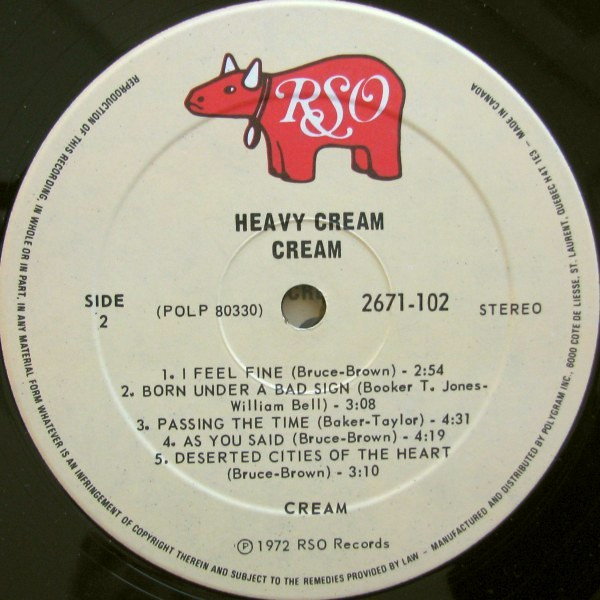 RSO
HEAVY CREAM
CREAM
SIDE
2
(POLP 80330)
2671-102
STEREO
1. I FEEL FINE (Bruce-Brown) - 2:54
2. BORN UNDER A BAD SIGN (Booker T. Jones-
William Bell) - 3:08
3. PASSING THE TIME (Baker-Taylor) - 4:31
4. AS YOU SAID (Bruce-Brown) - 4:19
5. DESERTED CITIES OF THE HEART
(Bruce-Brown) - 3:10
CREAM
Ⓟ 1972 RSO Records
REPRODUCTION OF THIS RECORDING, IN WHOLE OR IN PART, IN ANY MATERIAL FORM WHATEVER IS AN INFRINGEMENT OF COPYRIGHT THEREIN AND SUBJECT TO THE REMEDIES PROVIDED BY LAW – MANUFACTURED AND DISTRIBUTED BY POLYGRAM INC., 6000 COTE DE LIESSE, ST. LAURENT, QUEBEC H4T 1E3 – MADE IN CANADA